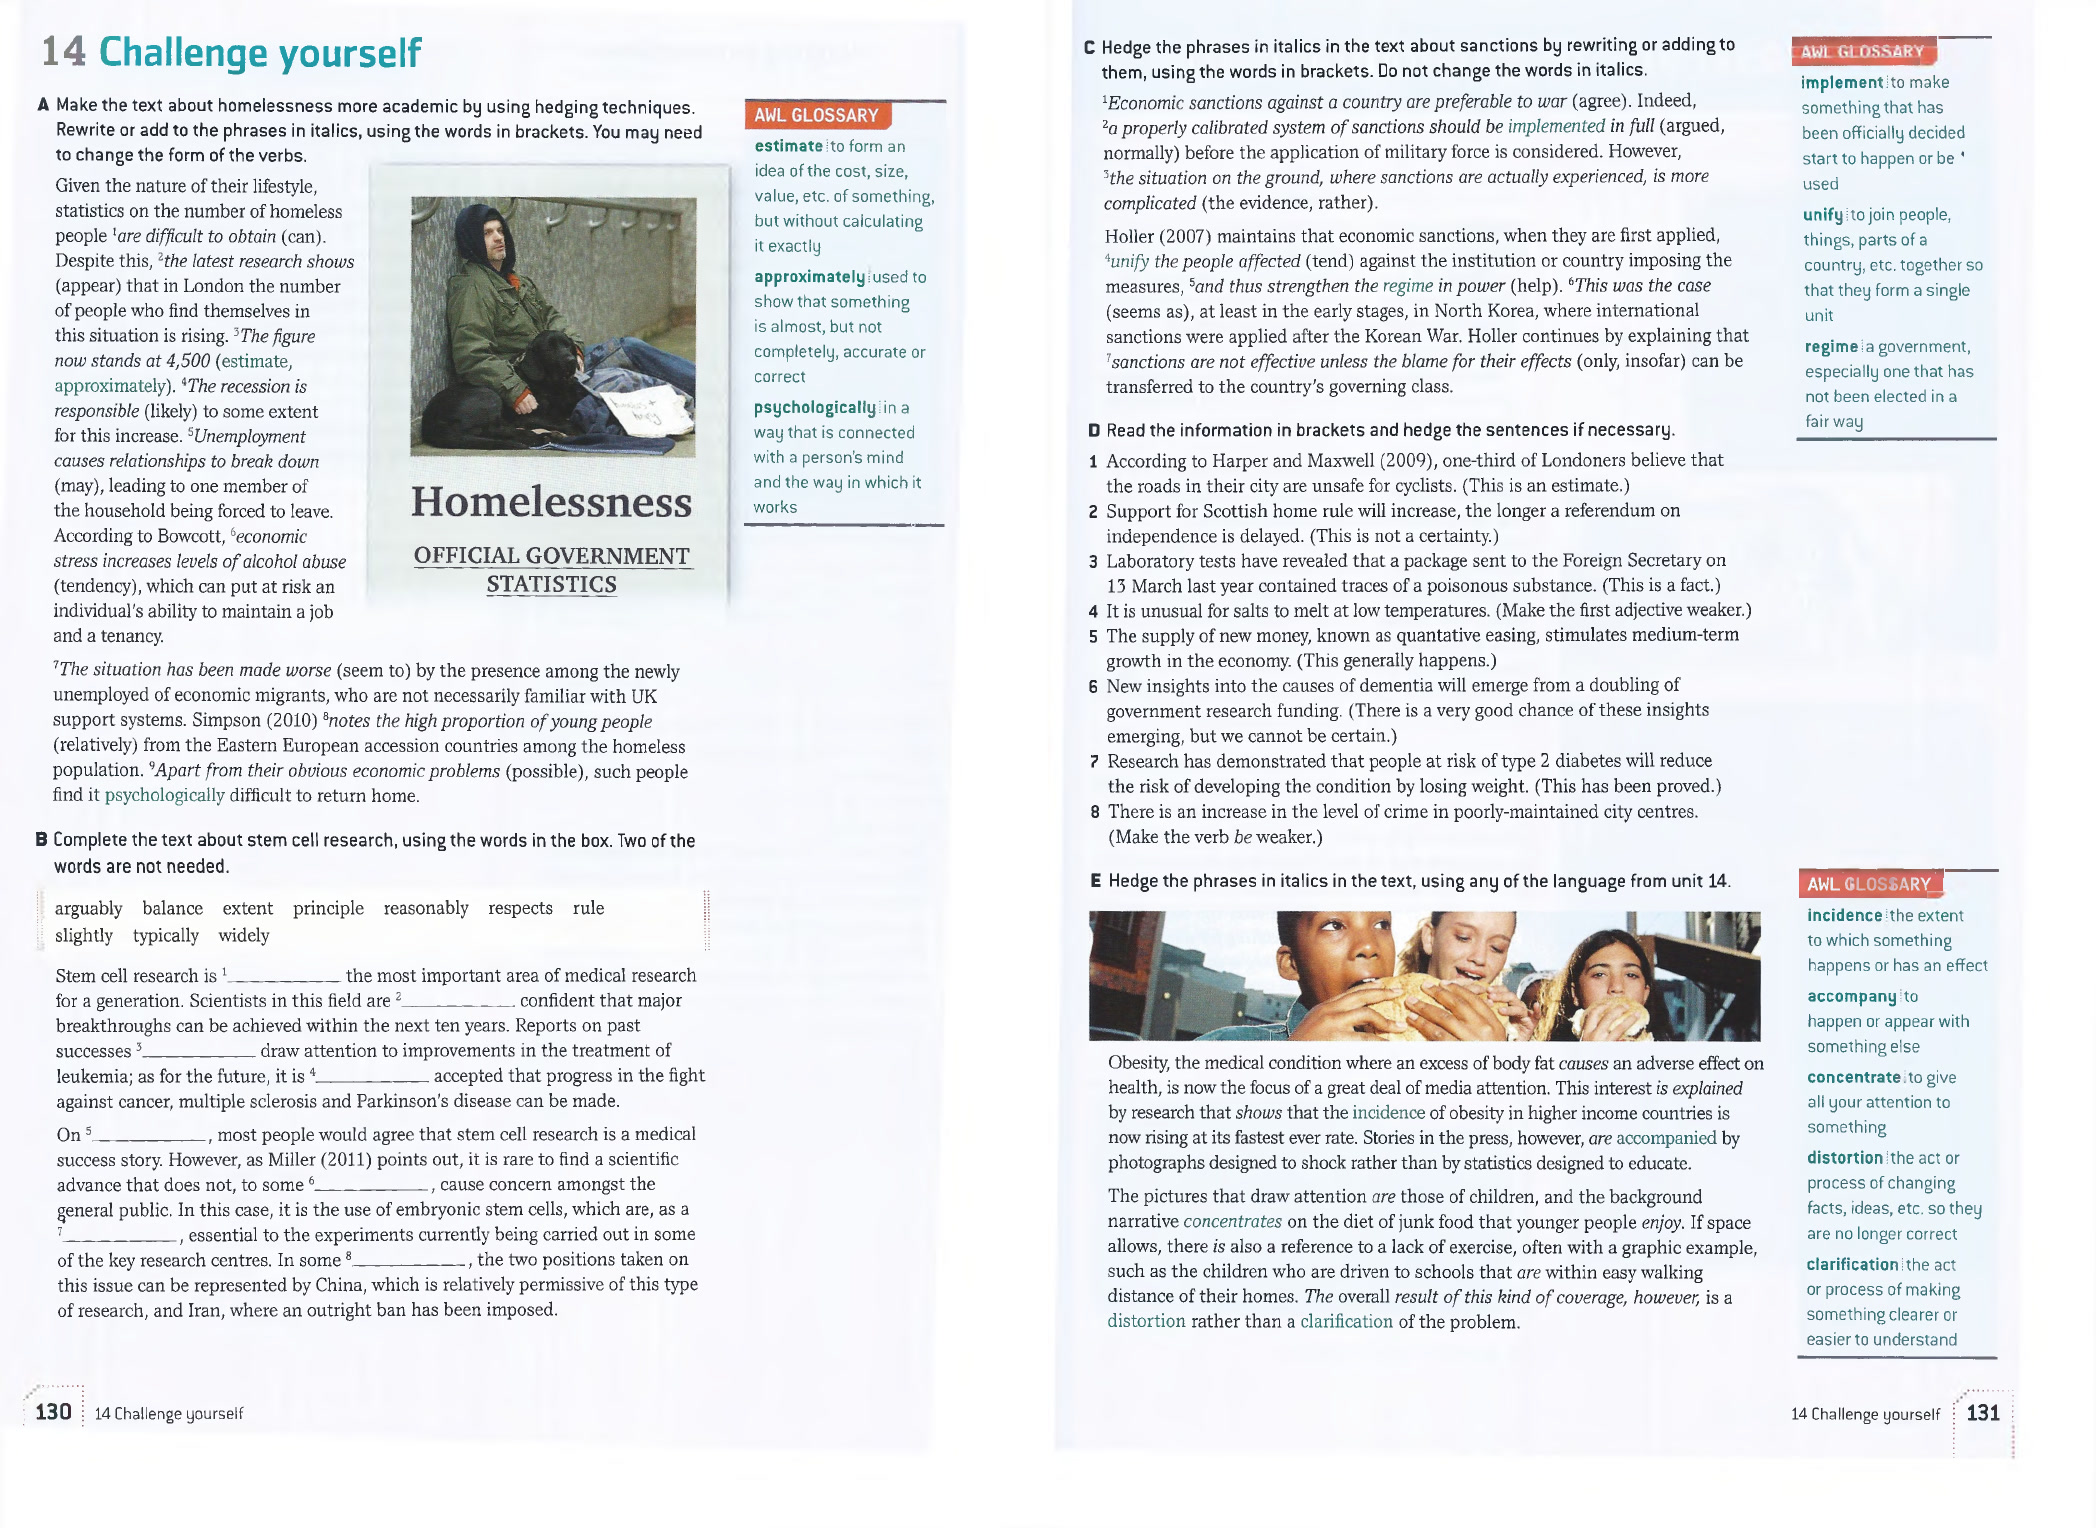 14 Challenge yourself
A Make the text about homelessness more academic by using hedging techniques.
Rewrite or add to the phrases in italics, using the words in brackets. You may need
to change the form of the verbs.
Given the nature of their lifestyle,
statistics on the number of homeless
people ¹are difficult to obtain (can).
Despite this, ²the latest research shows
(appear) that in London the number
of people who find themselves in
this situation is rising. ³The figure
now stands at 4,500 (estimate,
approximately). ⁴The recession is
responsible (likely) to some extent
for this increase. ⁵Unemployment
causes relationships to break down
(may), leading to one member of
the household being forced to leave.
According to Bowcott, ⁶economic
stress increases levels of alcohol abuse
(tendency), which can put at risk an
individual's ability to maintain a job
and a tenancy.
Homelessness
OFFICIAL GOVERNMENT
STATISTICS
⁷The situation has been made worse (seem to) by the presence among the newly
unemployed of economic migrants, who are not necessarily familiar with UK
support systems. Simpson (2010) ⁸notes the high proportion of young people
(relatively) from the Eastern European accession countries among the homeless
population. ⁹Apart from their obvious economic problems (possible), such people
find it psychologically difficult to return home.
AWL GLOSSARY
estimate to form an
idea of the cost, size,
value, etc. of something,
but without calculating
it exactly
approximately used to
show that something
is almost, but not
completely, accurate or
correct
psychologically in a
way that is connected
with a person's mind
and the way in which it
works
B Complete the text about stem cell research, using the words in the box. Two of the
words are not needed.
arguably balance extent principle reasonably respects rule
slightly typically widely
Stem cell research is ¹__________ the most important area of medical research
for a generation. Scientists in this field are ²__________ confident that major
breakthroughs can be achieved within the next ten years. Reports on past
successes ³__________ draw attention to improvements in the treatment of
leukemia; as for the future, it is ⁴__________ accepted that progress in the fight
against cancer, multiple sclerosis and Parkinson's disease can be made.
On ⁵__________, most people would agree that stem cell research is a medical
success story. However, as Miller (2011) points out, it is rare to find a scientific
advance that does not, to some ⁶__________, cause concern amongst the
general public. In this case, it is the use of embryonic stem cells, which are, as a
⁷__________, essential to the experiments currently being carried out in some
of the key research centres. In some ⁸__________, the two positions taken on
this issue can be represented by China, which is relatively permissive of this type
of research, and Iran, where an outright ban has been imposed.
130 14 Challenge yourself
C Hedge the phrases in italics in the text about sanctions by rewriting or adding to
them, using the words in brackets. Do not change the words in italics.
¹Economic sanctions against a country are preferable to war (agree). Indeed,
²a properly calibrated system of sanctions should be implemented in full (argued,
normally) before the application of military force is considered. However,
³the situation on the ground, where sanctions are actually experienced, is more
complicated (the evidence, rather).
Holler (2007) maintains that economic sanctions, when they are first applied,
⁴unify the people affected (tend) against the institution or country imposing the
measures, ⁵and thus strengthen the regime in power (help). ⁶This was the case
(seems as), at least in the early stages, in North Korea, where international
sanctions were applied after the Korean War. Holler continues by explaining that
⁷sanctions are not effective unless the blame for their effects (only, insofar) can be
transferred to the country's governing class.
AWL GLOSSARY
implement to make
something that has
been officially decided
start to happen or be
used
unify to join people,
things, parts of a
country, etc. together so
that they form a single
unit
regime a government,
especially one that has
not been elected in a
fair way
D Read the information in brackets and hedge the sentences if necessary.
1 According to Harper and Maxwell (2009), one-third of Londoners believe that
the roads in their city are unsafe for cyclists. (This is an estimate.)
2 Support for Scottish home rule will increase, the longer a referendum on
independence is delayed. (This is not a certainty.)
3 Laboratory tests have revealed that a package sent to the Foreign Secretary on
13 March last year contained traces of a poisonous substance. (This is a fact.)
4 It is unusual for salts to melt at low temperatures. (Make the first adjective weaker.)
5 The supply of new money, known as quantative easing, stimulates medium-term
growth in the economy. (This generally happens.)
6 New insights into the causes of dementia will emerge from a doubling of
government research funding. (There is a very good chance of these insights
emerging, but we cannot be certain.)
7 Research has demonstrated that people at risk of type 2 diabetes will reduce
the risk of developing the condition by losing weight. (This has been proved.)
8 There is an increase in the level of crime in poorly-maintained city centres.
(Make the verb be weaker.)
E Hedge the phrases in italics in the text, using any of the language from unit 14.
Obesity, the medical condition where an excess of body fat causes an adverse effect on
health, is now the focus of a great deal of media attention. This interest is explained
by research that shows that the incidence of obesity in higher income countries is
now rising at its fastest ever rate. Stories in the press, however, are accompanied by
photographs designed to shock rather than by statistics designed to educate.
The pictures that draw attention are those of children, and the background
narrative concentrates on the diet of junk food that younger people enjoy. If space
allows, there is also a reference to a lack of exercise, often with a graphic example,
such as the children who are driven to schools that are within easy walking
distance of their homes. The overall result of this kind of coverage, however, is a
distortion rather than a clarification of the problem.
AWL GLOSSARY
incidence the extent
to which something
happens or has an effect
accompany to
happen or appear with
something else
concentrate to give
all your attention to
something
distortion the act or
process of changing
facts, ideas, etc. so they
are no longer correct
clarification the act
or process of making
something clearer or
easier to understand
14 Challenge yourself 131